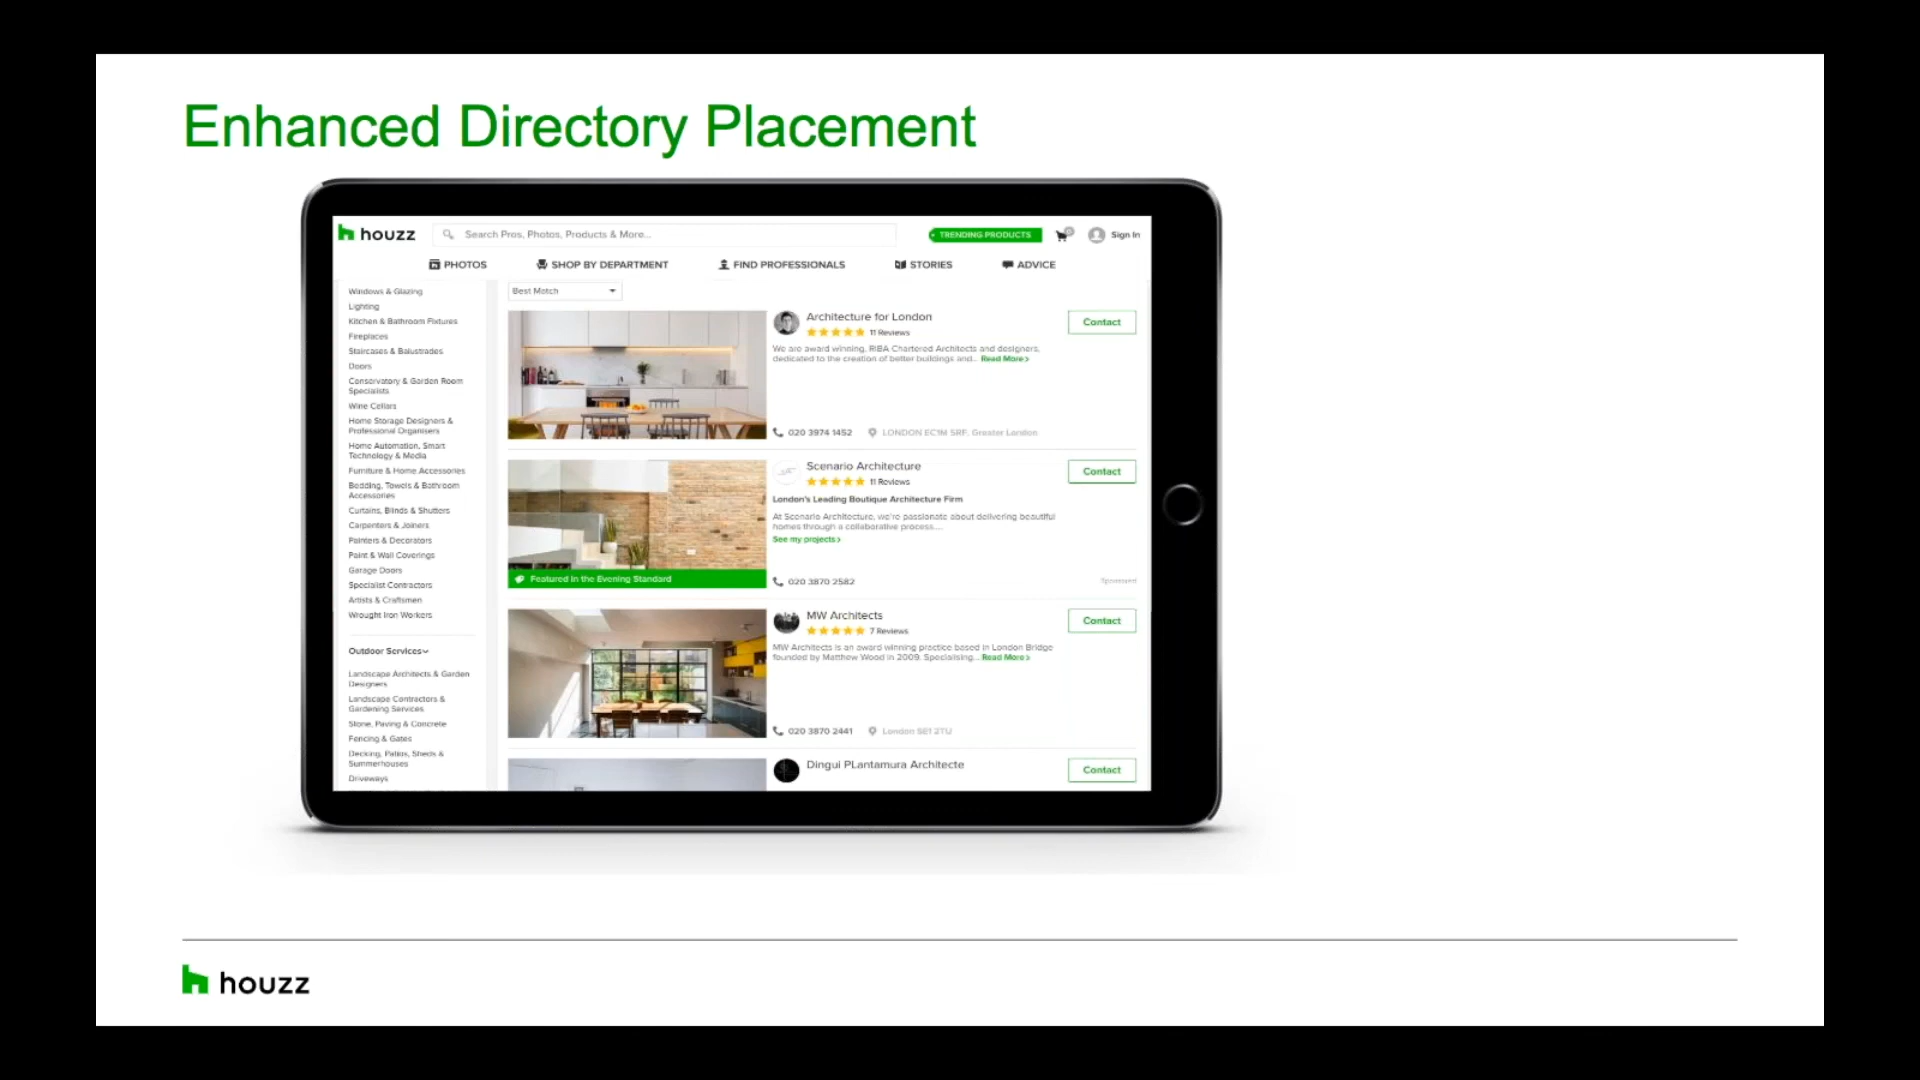 Enhanced Directory Placement
houzz
Search Pros, Photos, Products & More...
TRENDING PRODUCTS
0
Sign In
PHOTOS
SHOP BY DEPARTMENT
FIND PROFESSIONALS
STORIES
ADVICE
Windows & Glazing
Lighting
Kitchen & Bathroom Fixtures
Fireplaces
Staircases & Balustrades
Doors
Conservatory & Garden Room
Specialists
Wine Cellars
Home Storage Designers &
Professional Organisers
Home Automation, Smart
Technology & Media
Furniture & Home Accessories
Bedding, Towels & Bathroom
Accessories
Curtains, Blinds & Shutters
Carpenters & Joiners
Painters & Decorators
Paint & Wall Coverings
Garage Doors
Specialist Contractors
Artists & Craftsmen
Wrought Iron Workers
Outdoor Services
Landscape Architects & Garden
Designers
Landscape Contractors &
Gardening Services
Stone, Paving & Concrete
Fencing & Gates
Decking, Patios, Sheds &
Summerhouses
Driveways
Best Match
Architecture for London
11 Reviews
Contact
We are award winning, RIBA Chartered Architects and designers,
dedicated to the creation of better buildings and... Read More >
020 3974 1452
LONDON EC1M 5RF, Greater London
Scenario Architecture
11 Reviews
Contact
London's Leading Boutique Architecture Firm
At Scenario Architecture, we're passionate about delivering beautiful
homes through a collaborative process....
See my projects >
Featured in the Evening Standard
020 3870 2582
Sponsored
MW Architects
7 Reviews
Contact
MW Architects is an award winning practice based in London Bridge
founded by Matthew Wood in 2009. Specialising... Read More >
020 3870 2441
London SE1 2TU
Dingui PLantamura Architecte
Contact
houzz